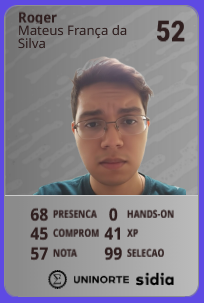 Roger
Mateus França da
Silva
52
68 PRESENCA 0 HANDS-ON
45 COMPROM 41 XP
57 NOTA 99 SELECAO
UNINORTE sidia